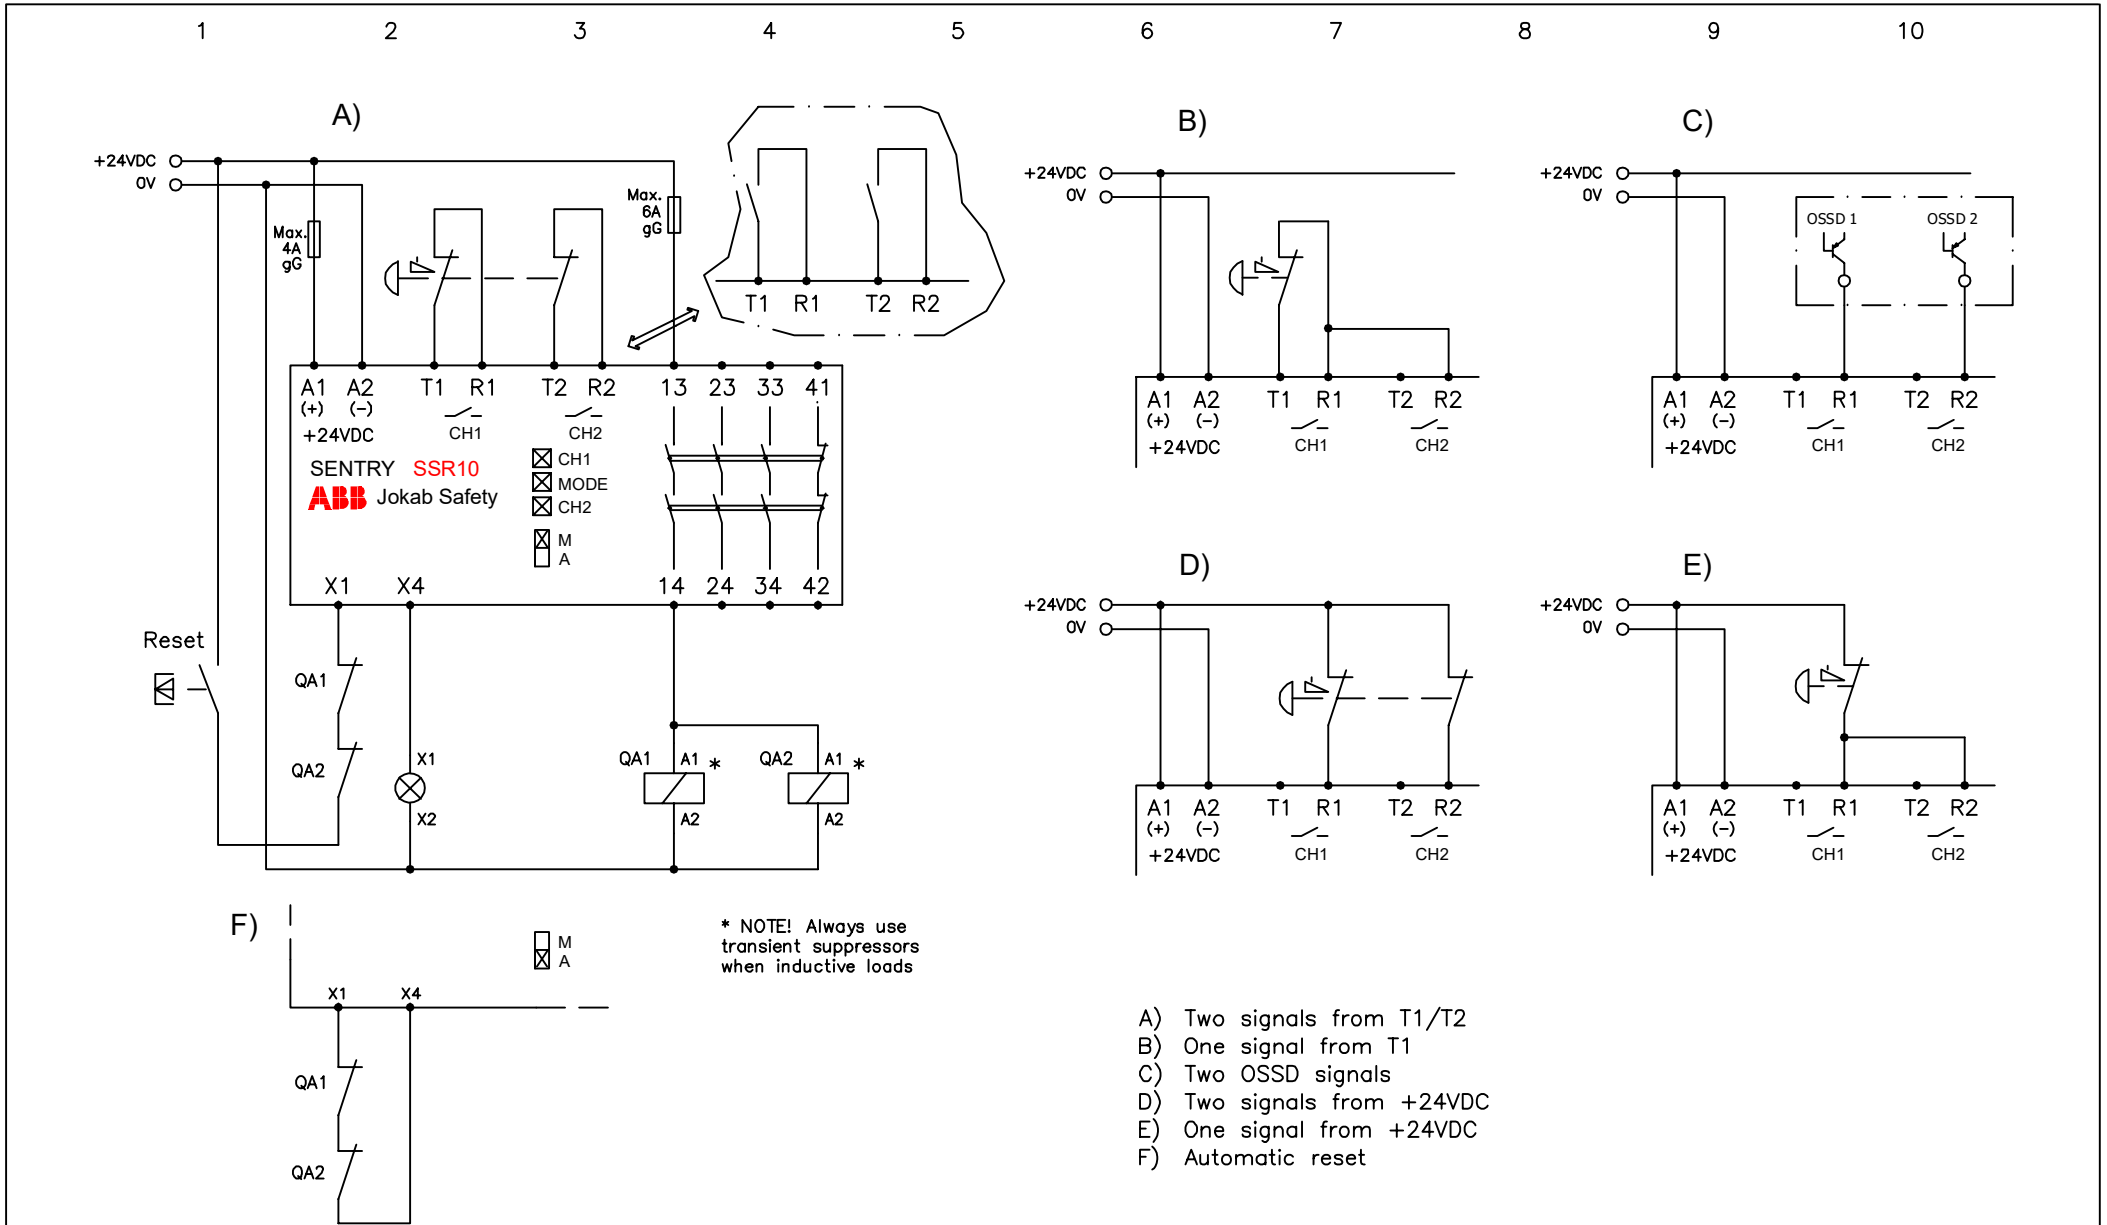 1 2 3 4 5 6 7 8 9 10
A)
+24VDC
0V
Max.
4A
gG
Max.
6A
gG
T1 R1 T2 R2
A1 A2 T1 R1 T2 R2 13 23 33 41
(+) (-)
+24VDC
CH1 CH2
SENTRY SSR10
ABB Jokab Safety
CH1
MODE
CH2
M
A
X1 X4 14 24 34 42
Reset
QA1
QA2
X1
X2
QA1 A1 *
A2
QA2 A1 *
A2
B)
+24VDC
0V
A1 A2 T1 R1 T2 R2
(+) (-)
+24VDC CH1 CH2
C)
+24VDC
0V
OSSD 1 OSSD 2
A1 A2 T1 R1 T2 R2
(+) (-)
+24VDC CH1 CH2
D)
+24VDC
0V
A1 A2 T1 R1 T2 R2
(+) (-)
+24VDC CH1 CH2
E)
+24VDC
0V
A1 A2 T1 R1 T2 R2
(+) (-)
+24VDC CH1 CH2
F)
M
A
X1 X4
QA1
QA2
* NOTE! Always use
transient suppressors
when inductive loads
A) Two signals from T1/T2
B) One signal from T1
C) Two OSSD signals
D) Two signals from +24VDC
E) One signal from +24VDC
F) Automatic reset